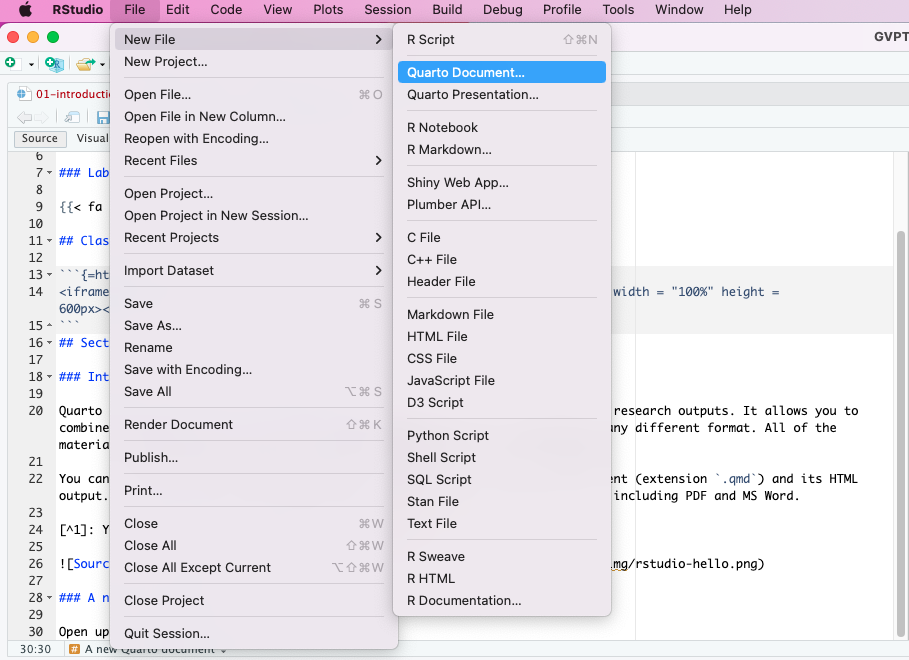 RStudio File Edit Code View Plots Session Build Debug Profile Tools Window Help
GVPT
01-introducti
Source Visual
New File
New Project...
Open File... ⌘O
Open File in New Column...
Reopen with Encoding...
Recent Files
Open Project...
Open Project in New Session...
Recent Projects
Import Dataset
Save ⌘S
Save As...
Rename
Save with Encoding...
Save All ⌥⌘S
Render Document ⇧⌘K
Publish...
Print...
Close ⌘W
Close All ⇧⌘W
Close All Except Current ⌥⇧⌘W
Close Project
Quit Session...
R Script ⇧⌘N
Quarto Document...
Quarto Presentation...
R Notebook
R Markdown...
Shiny Web App...
Plumber API...
C File
C++ File
Header File
Markdown File
HTML File
CSS File
JavaScript File
D3 Script
Python Script
Shell Script
SQL Script
Stan File
Text File
R Sweave
R HTML
R Documentation...
6
7 ### Lab
8
9 {{< fa
10
11 ## Clas
12
13 ```{=ht
14 <iframe width = "100%" height =
600px><
15 ```
16 ## Sect
17
18 ### Int
19
20 Quarto research outputs. It allows you to
combine any different format. All of the
materia
21
22 You can nt (extension `.qmd`) and its HTML
output. including PDF and MS Word.
23
24 [^1]: Y
25
26 ![Sourc img/rstudio-hello.png)
27
28 ### A n
29
30 Open up
30:30 # A new Quarto document